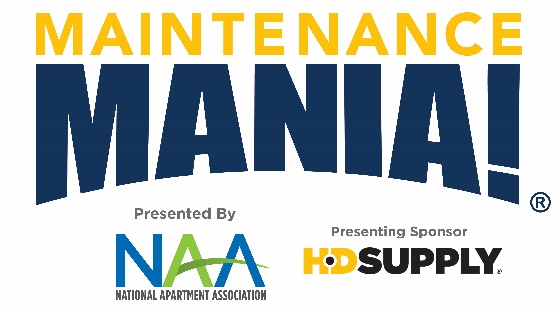 MAINTENANCE
MANIA!®
Presented By
NAA
NATIONAL APARTMENT ASSOCIATION
Presenting Sponsor
HDSUPPLY®